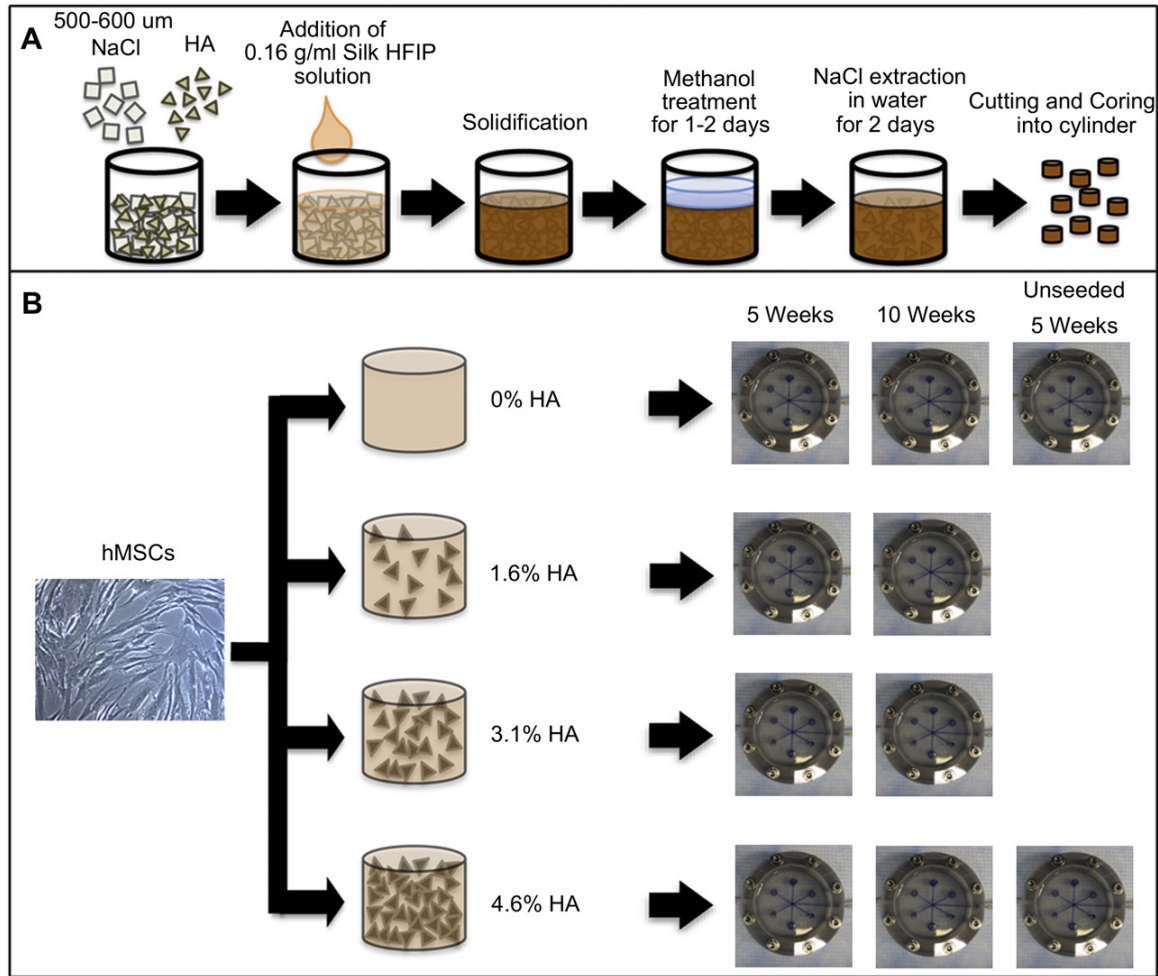 A
500-600 um
NaCl
HA
Addition of
0.16 g/ml Silk HFIP
solution
Solidification
Methanol
treatment
for 1-2 days
NaCl extraction
in water
for 2 days
Cutting and Coring
into cylinder
B
5 Weeks
10 Weeks
Unseeded
5 Weeks
hMSCs
0% HA
1.6% HA
3.1% HA
4.6% HA